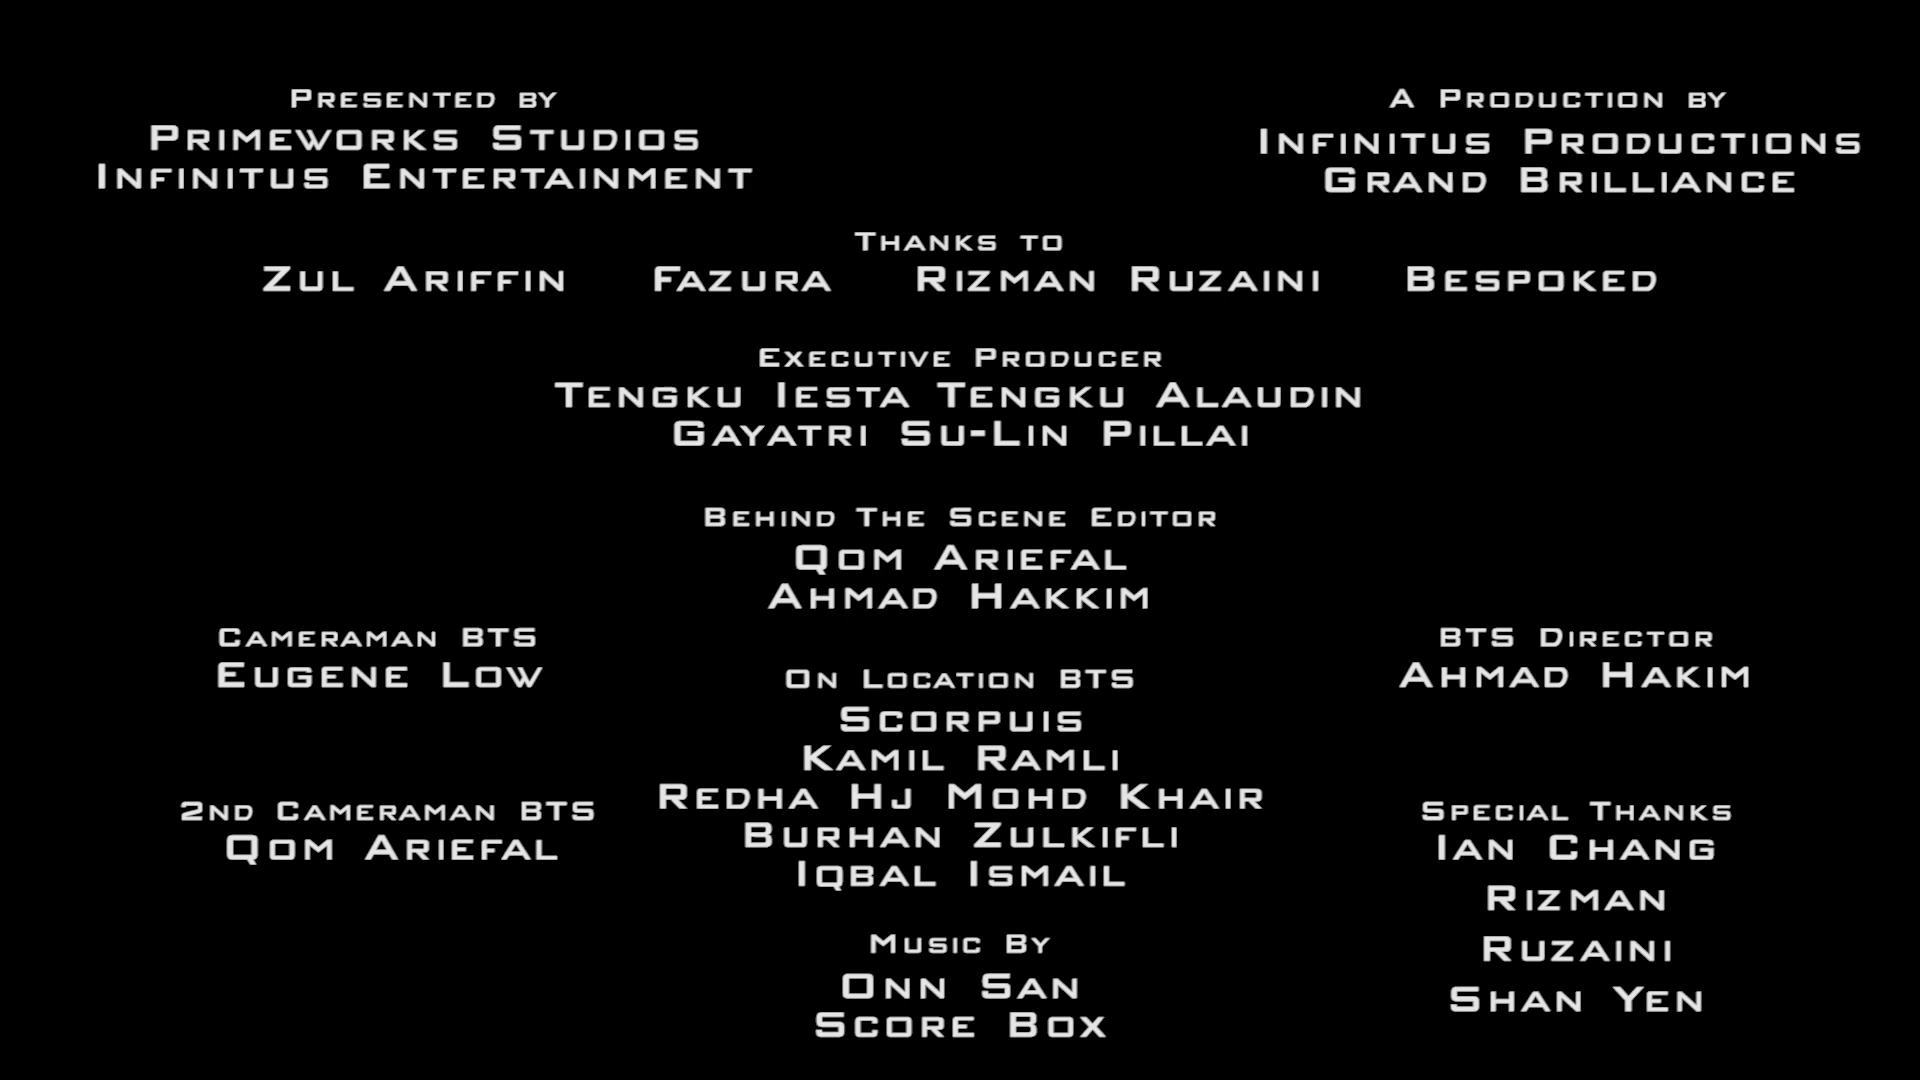 Presented by
Primeworks Studios
Infinitus Entertainment
A Production by
Infinitus Productions
Grand Brilliance
Thanks to
Zul Ariffin Fazura Rizman Ruzaini Bespoked
Executive Producer
Tengku Iesta Tengku Alaudin
Gayatri Su-Lin Pillai
Behind The Scene Editor
Qom Ariefal
Ahmad Hakkim
Cameraman BTS
Eugene Low
2nd Cameraman BTS
Qom Ariefal
On Location BTS
Scorpuis
Kamil Ramli
Redha Hj Mohd Khair
Burhan Zulkifli
Iqbal Ismail
Music By
Onn San
Score Box
BTS Director
Ahmad Hakim
Special Thanks
Ian Chang
Rizman
Ruzaini
Shan Yen